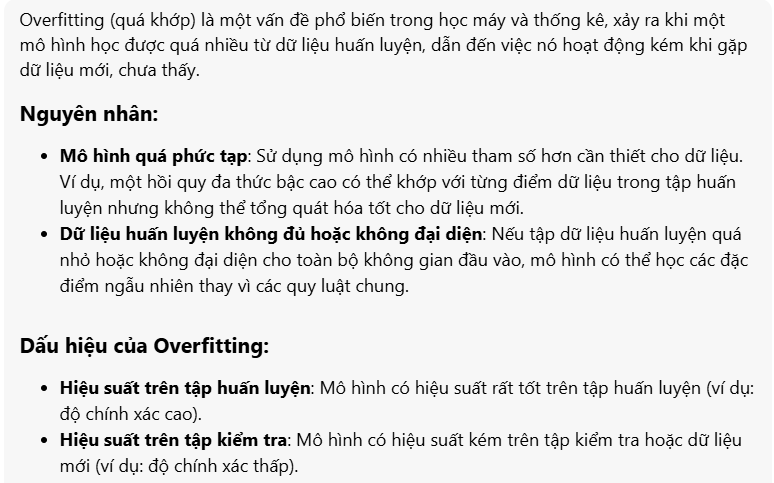 Overfitting (quá khớp) là một vấn đề phổ biến trong học máy và thống kê, xảy ra khi một
mô hình học được quá nhiều từ dữ liệu huấn luyện, dẫn đến việc nó hoạt động kém khi gặp
dữ liệu mới, chưa thấy.
Nguyên nhân:
• Mô hình quá phức tạp: Sử dụng mô hình có nhiều tham số hơn cần thiết cho dữ liệu.
Ví dụ, một hồi quy đa thức bậc cao có thể khớp với từng điểm dữ liệu trong tập huấn
luyện nhưng không thể tổng quát hóa tốt cho dữ liệu mới.
• Dữ liệu huấn luyện không đủ hoặc không đại diện: Nếu tập dữ liệu huấn luyện quá
nhỏ hoặc không đại diện cho toàn bộ không gian đầu vào, mô hình có thể học các đặc
điểm ngẫu nhiên thay vì các quy luật chung.
Dấu hiệu của Overfitting:
• Hiệu suất trên tập huấn luyện: Mô hình có hiệu suất rất tốt trên tập huấn luyện (ví dụ:
độ chính xác cao).
• Hiệu suất trên tập kiểm tra: Mô hình có hiệu suất kém trên tập kiểm tra hoặc dữ liệu
mới (ví dụ: độ chính xác thấp).